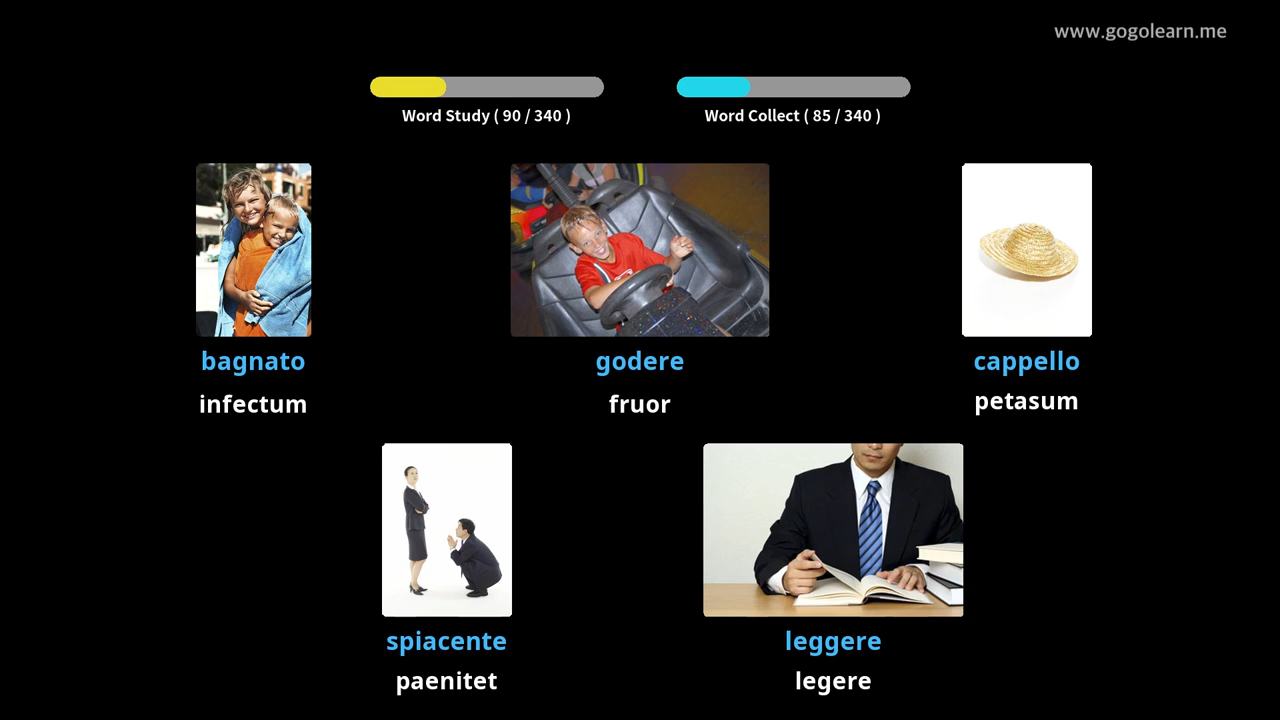 www.gogolearn.me
Word Study ( 90 / 340 )
Word Collect ( 85 / 340 )
bagnato
infectum
godere
fruor
cappello
petasum
spiacente
paenitet
leggere
legere